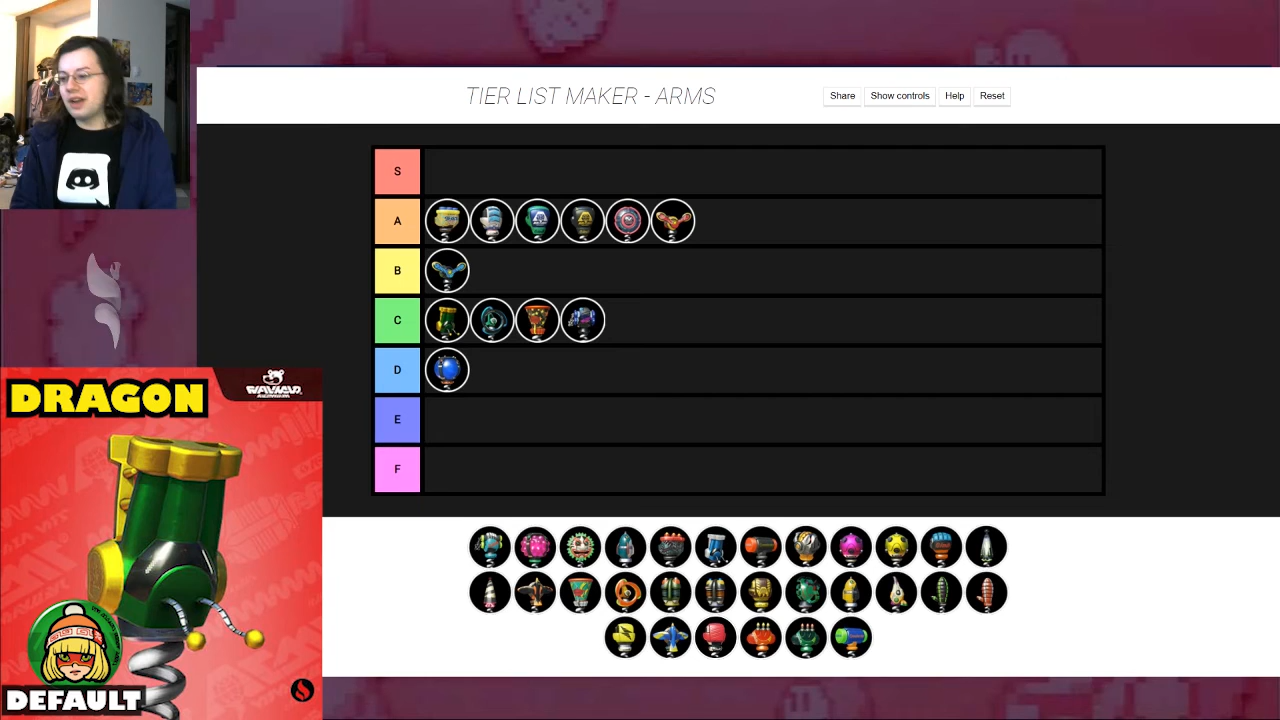 TIER LIST MAKER - ARMS
Share
Show controls
Help
Reset
S
A
B
C
D
E
F
DRAGON
DEFAULT